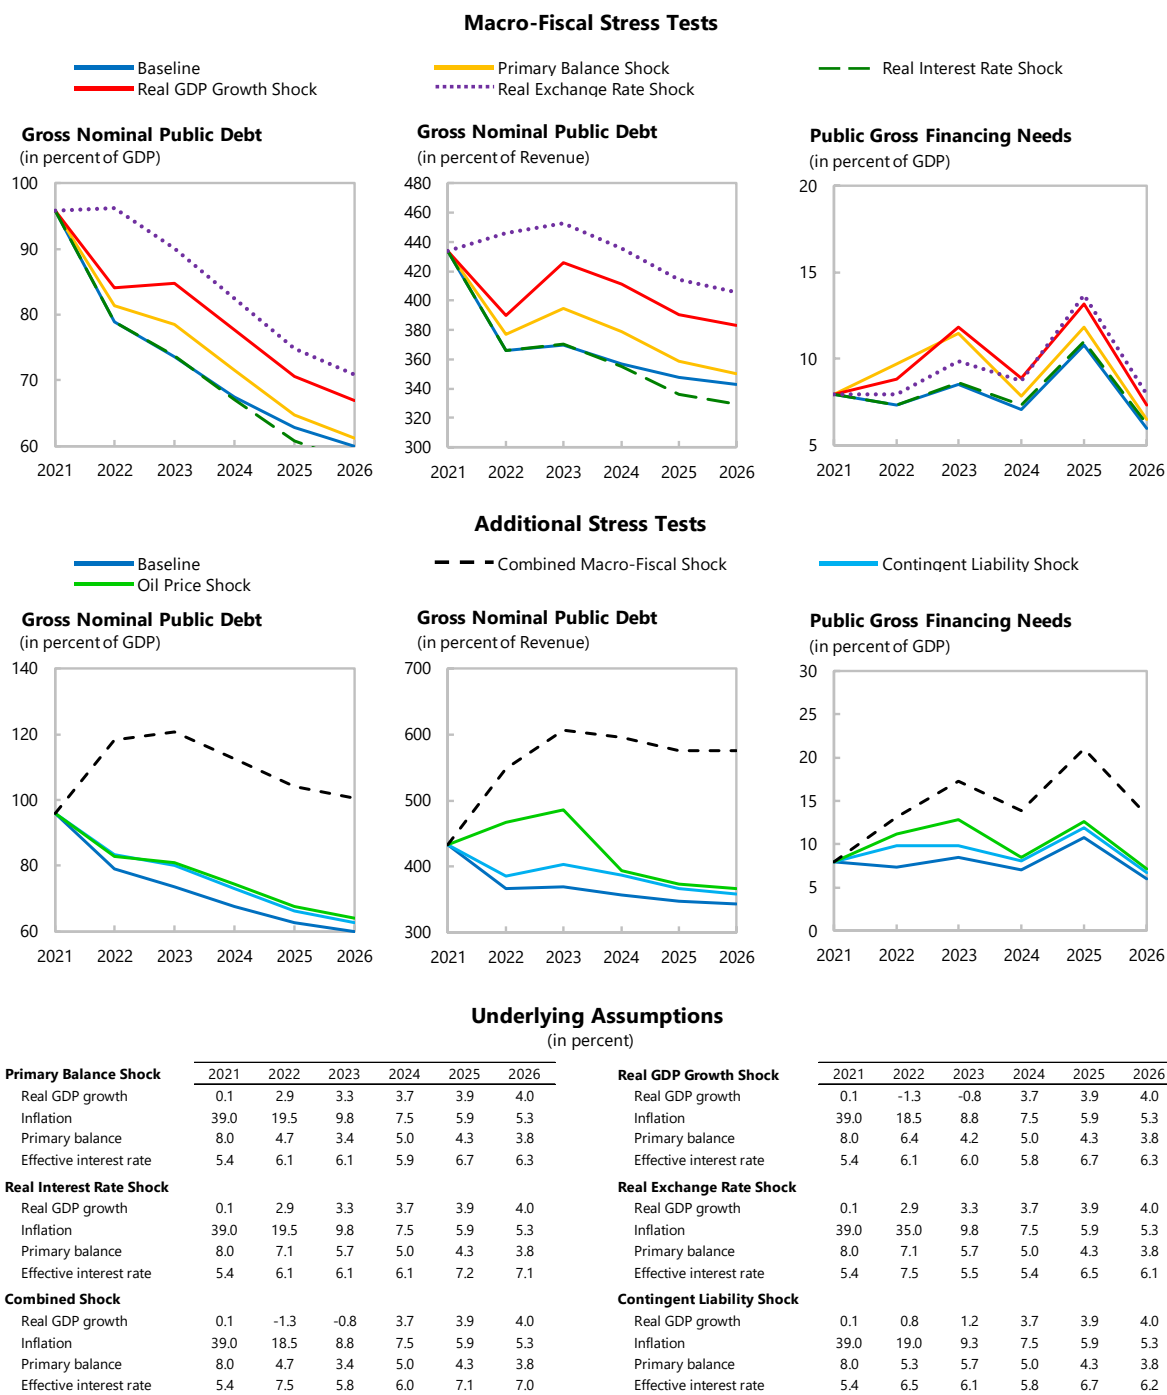 Macro-Fiscal Stress Tests
Baseline
Primary Balance Shock
Real Interest Rate Shock
Real GDP Growth Shock
Real Exchange Rate Shock
Gross Nominal Public Debt
(in percent of GDP)
100
90
80
70
60
2021 2022 2023 2024 2025 2026
Gross Nominal Public Debt
(in percent of Revenue)
480
460
440
420
400
380
360
340
320
300
2021 2022 2023 2024 2025 2026
Public Gross Financing Needs
(in percent of GDP)
20
15
10
5
2021 2022 2023 2024 2025 2026
Additional Stress Tests
Baseline
Combined Macro-Fiscal Shock
Contingent Liability Shock
Oil Price Shock
Gross Nominal Public Debt
(in percent of GDP)
140
120
100
80
60
2021 2022 2023 2024 2025 2026
Gross Nominal Public Debt
(in percent of Revenue)
700
600
500
400
300
2021 2022 2023 2024 2025 2026
Public Gross Financing Needs
(in percent of GDP)
30
25
20
15
10
5
0
2021 2022 2023 2024 2025 2026
Underlying Assumptions
(in percent)
Primary Balance Shock 2021 2022 2023 2024 2025 2026
Real GDP growth 0.1 2.9 3.3 3.7 3.9 4.0
Inflation 39.0 19.5 9.8 7.5 5.9 5.3
Primary balance 8.0 4.7 3.4 5.0 4.3 3.8
Effective interest rate 5.4 6.1 6.1 5.9 6.7 6.3
Real Interest Rate Shock
Real GDP growth 0.1 2.9 3.3 3.7 3.9 4.0
Inflation 39.0 19.5 9.8 7.5 5.9 5.3
Primary balance 8.0 7.1 5.7 5.0 4.3 3.8
Effective interest rate 5.4 6.1 6.1 6.1 7.2 7.1
Combined Shock
Real GDP growth 0.1 -1.3 -0.8 3.7 3.9 4.0
Inflation 39.0 18.5 8.8 7.5 5.9 5.3
Primary balance 8.0 4.7 3.4 5.0 4.3 3.8
Effective interest rate 5.4 7.5 5.8 6.0 7.1 7.0
Real GDP Growth Shock 2021 2022 2023 2024 2025 2026
Real GDP growth 0.1 -1.3 -0.8 3.7 3.9 4.0
Inflation 39.0 18.5 8.8 7.5 5.9 5.3
Primary balance 8.0 6.4 4.2 5.0 4.3 3.8
Effective interest rate 5.4 6.1 6.0 5.8 6.7 6.3
Real Exchange Rate Shock
Real GDP growth 0.1 2.9 3.3 3.7 3.9 4.0
Inflation 39.0 35.0 9.8 7.5 5.9 5.3
Primary balance 8.0 7.1 5.7 5.0 4.3 3.8
Effective interest rate 5.4 7.5 5.5 5.4 6.5 6.1
Contingent Liability Shock
Real GDP growth 0.1 0.8 1.2 3.7 3.9 4.0
Inflation 39.0 19.0 9.3 7.5 5.9 5.3
Primary balance 8.0 5.3 5.7 5.0 4.3 3.8
Effective interest rate 5.4 6.5 6.1 5.8 6.7 6.2